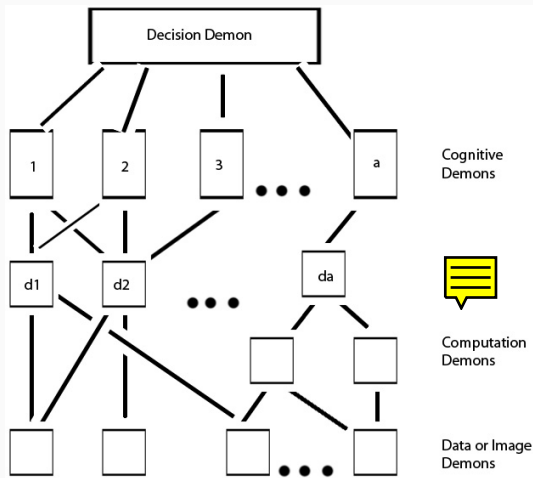 Decision Demon
1 2 3 a
Cognitive
Demons
d1 d2 da
Computation
Demons
Data or Image
Demons